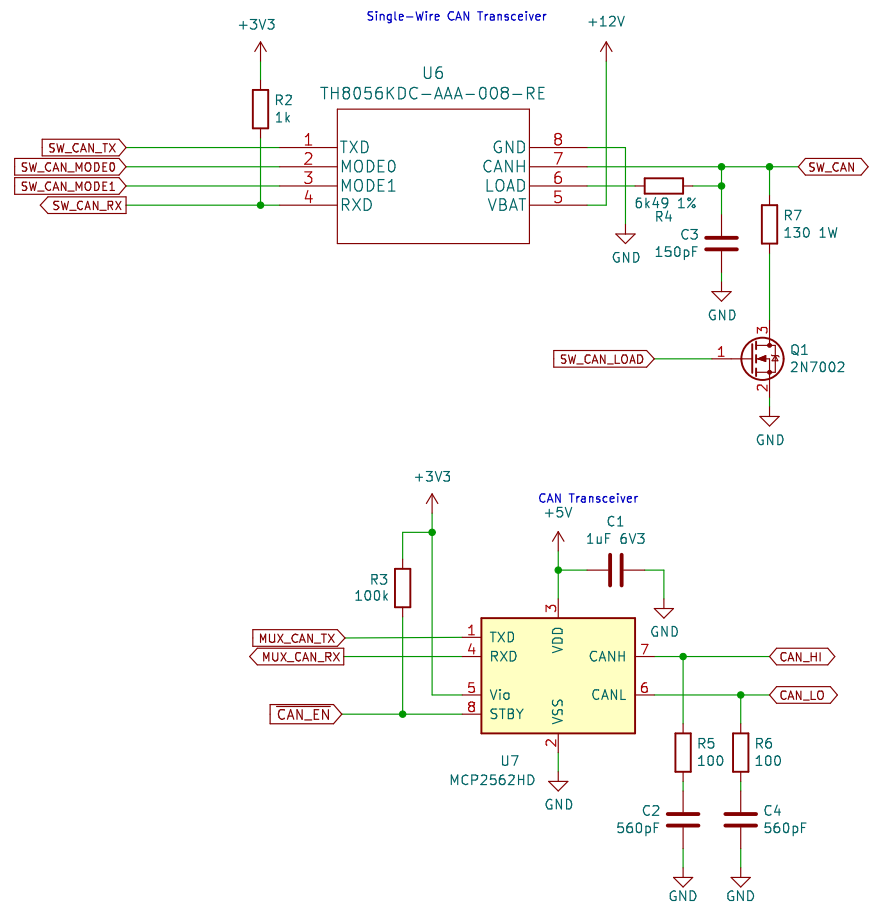 Single-Wire CAN Transceiver
+3V3
+12V
U6
TH8056KDC-AAA-008-RE
R2
1k
SW_CAN_TX
1
TXD
GND
8
SW_CAN_MODE0
2
MODE0
CANH
7
SW_CAN
SW_CAN_MODE1
3
MODE1
LOAD
6
SW_CAN_RX
4
RXD
VBAT
5
6k49 1%
R4
R7
130 1W
C3
150pF
GND
GND
3
SW_CAN_LOAD
1
Q1
2N7002
2
GND
+3V3
CAN Transceiver
+5V
C1
1uF 6V3
R3
100k
3
GND
MUX_CAN_TX
1
TXD
VDD
MUX_CAN_RX
4
RXD
CANH
7
CAN_HI
5
Vio
CANL
6
CAN_LO
CAN_EN
8
STBY
VSS
2
U7
MCP2562HD
GND
R5
100
R6
100
C2
560pF
C4
560pF
GND
GND